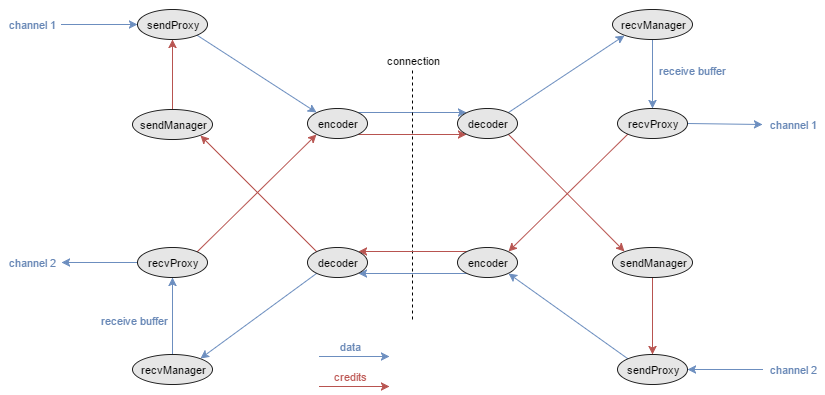 channel 1
sendProxy
recvManager
connection
receive buffer
sendManager
encoder
decoder
recvProxy
channel 1
channel 2
recvProxy
decoder
encoder
sendManager
receive buffer
data
recvManager
credits
sendProxy
channel 2